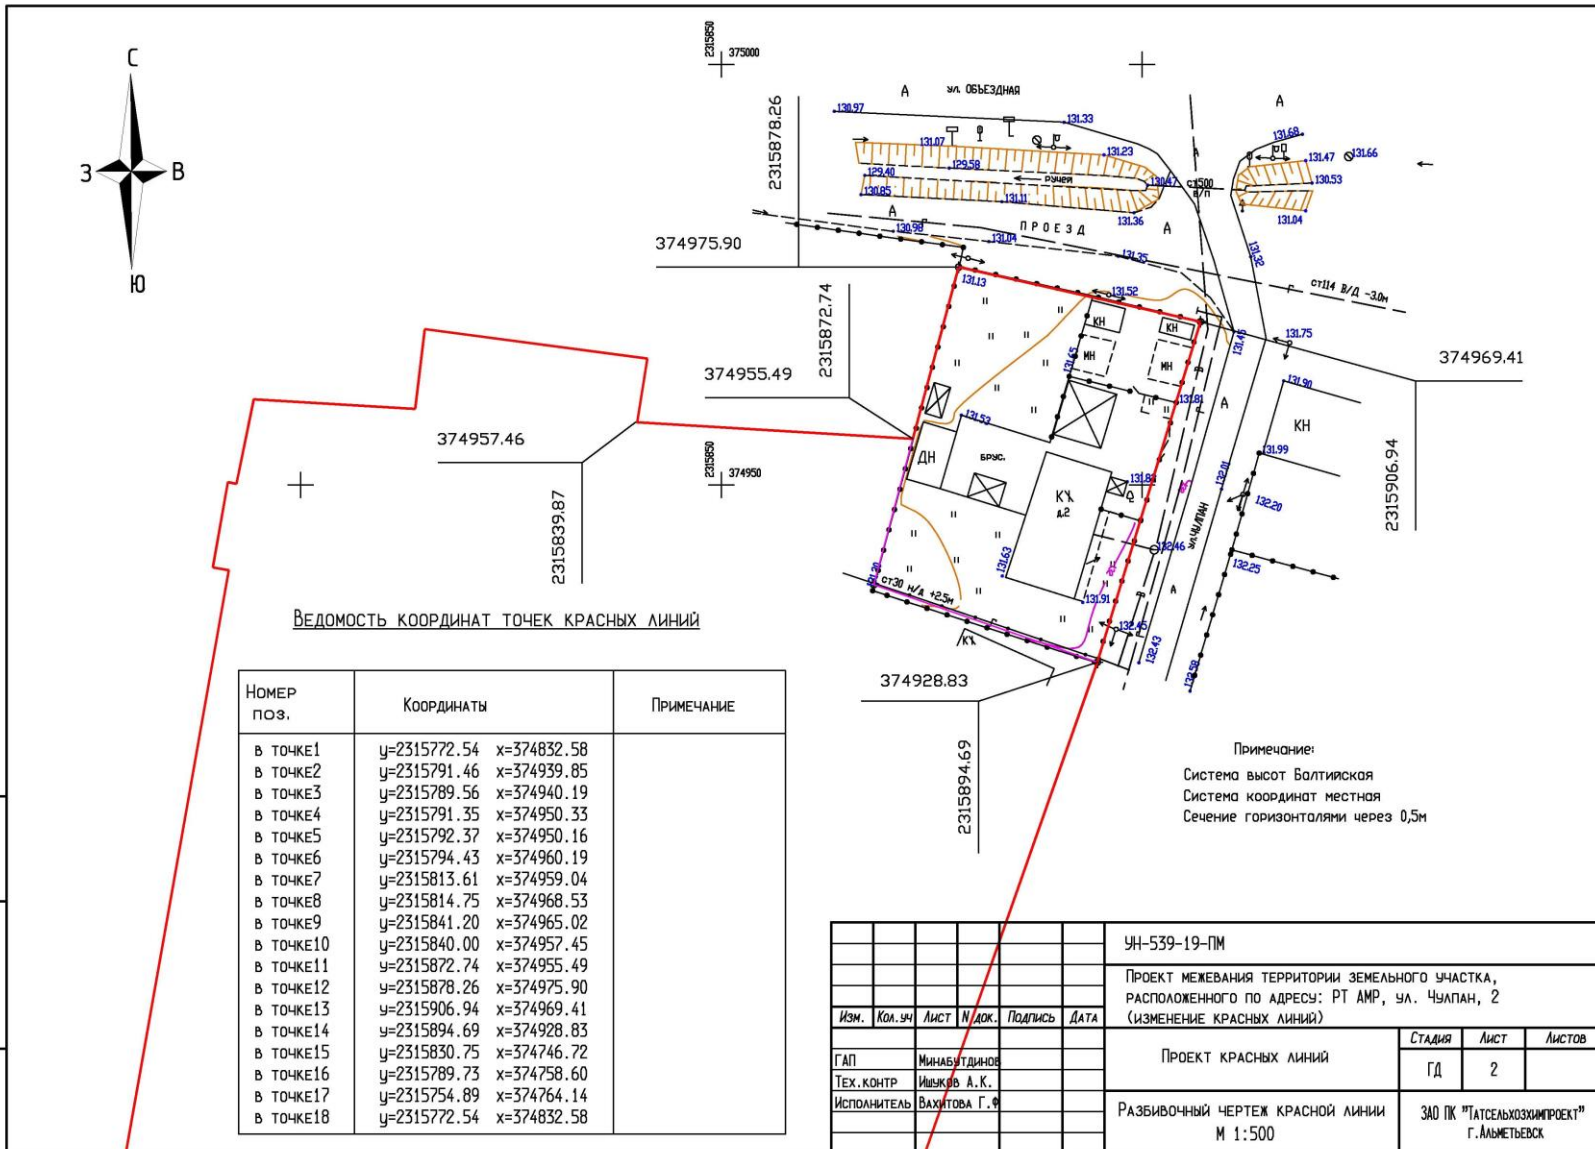 С
З
В
Ю
2315850
375000
2315878.26
А
ул. ОБЪЕЗДНАЯ
А
130.97
131.33
131.68
131.07
131.23
А
131.47
131.66
129.58
129.40
ручей
130.47
ст500
в/п
130.53
130.85
131.11
131.36
131.04
А
ПРОЕЗД
А
130.98
131.04
131.35
131.32
374975.90
131.13
131.52
ст114 В/Д -3.0м
2315872.74
КН
КН
131.45
131.75
374969.41
131.65
МН
МН
374955.49
131.90
131.81
А
131.53
КН
374957.46
2315850
374950
ДН
БРУС.
131.99
2315906.94
2315839.87
КЖ
д.2
132.01
132.20
ул.ЧУЛПАН
132.46
131.63
132.25
131.20
ст30 н/д +2.5м
А
131.91
132.45
КЖ
132.43
132.58
374928.83
2315894.69
Ведомость координат точек красных линий
Номер поз.
Координаты
Примечание
в точке1 y=2315772.54 x=374832.58
в точке2 y=2315791.46 x=374939.85
в точке3 y=2315789.56 x=374940.19
в точке4 y=2315791.35 x=374950.33
в точке5 y=2315792.37 x=374950.16
в точке6 y=2315794.43 x=374960.19
в точке7 y=2315813.61 x=374959.04
в точке8 y=2315814.75 x=374968.53
в точке9 y=2315841.20 x=374965.02
в точке10 y=2315840.00 x=374957.45
в точке11 y=2315872.74 x=374955.49
в точке12 y=2315878.26 x=374975.90
в точке13 y=2315906.94 x=374969.41
в точке14 y=2315894.69 x=374928.83
в точке15 y=2315830.75 x=374746.72
в точке16 y=2315789.73 x=374758.60
в точке17 y=2315754.89 x=374764.14
в точке18 y=2315772.54 x=374832.58
Примечание:
Система высот Балтийская
Система координат местная
Сечение горизонталями через 0,5м
УН-539-19-ПМ
Проект межевания территории земельного участка,
расположенного по адресу: РТ АМР, ул. Чулпан, 2
(изменение красных линий)
Изм. Кол.уч Лист N док. Подпись Дата
ГАП Минабутдинов
Тех.контр Ишуков А.К.
Исполнитель Вахитова Г.Ф
Проект красных линий
Стадия Лист Листов
ГД 2
Разбивочный чертеж красной линии
М 1:500
ЗАО ПК "Татсельхозхимпроект"
г.Альметьевск